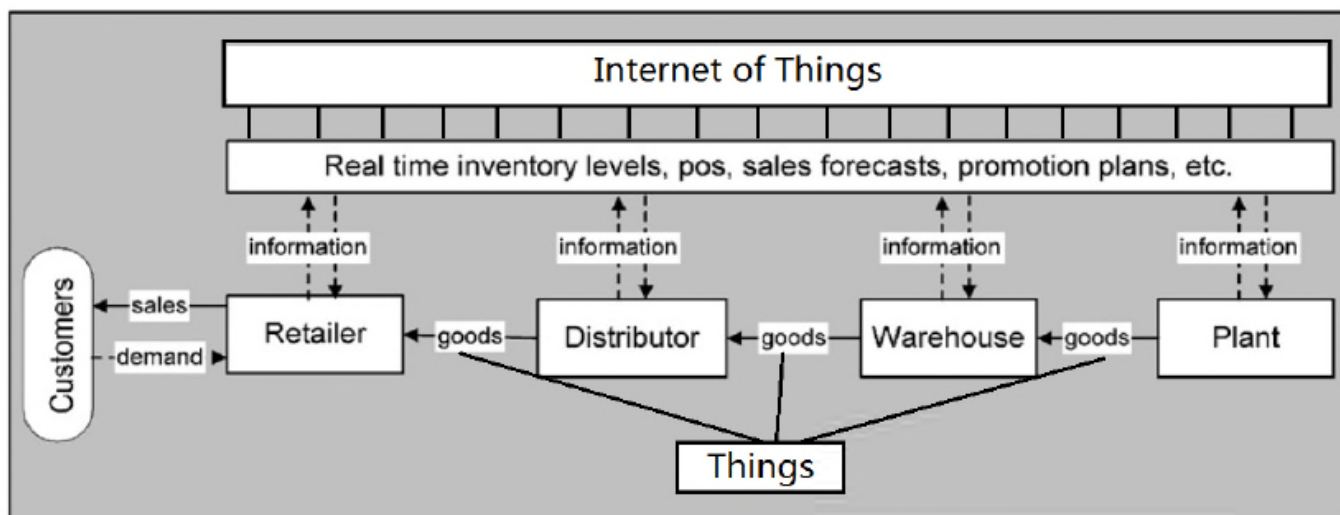 Internet of Things
Real time inventory levels, pos, sales forecasts, promotion plans, etc.
information
information
information
information
Customers
sales
demand
Retailer
goods
Distributor
goods
Warehouse
goods
Plant
Things